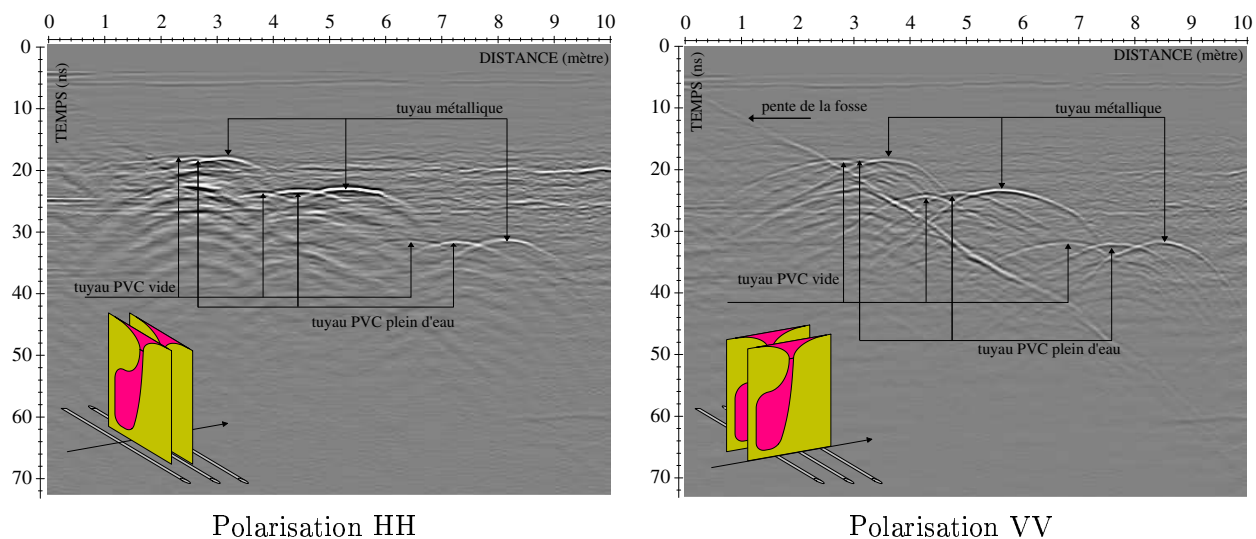 0 1 2 3 4 5 6 7 8 9 10
DISTANCE (mètre)
TEMPS (ns)
0
10
20
30
40
50
60
70
tuyau métallique
tuyau PVC vide
tuyau PVC plein d'eau
Polarisation HH
0 1 2 3 4 5 6 7 8 9 10
DISTANCE (mètre)
TEMPS (ns)
0
10
20
30
40
50
60
70
pente de la fosse
tuyau métallique
tuyau PVC vide
tuyau PVC plein d'eau
Polarisation VV